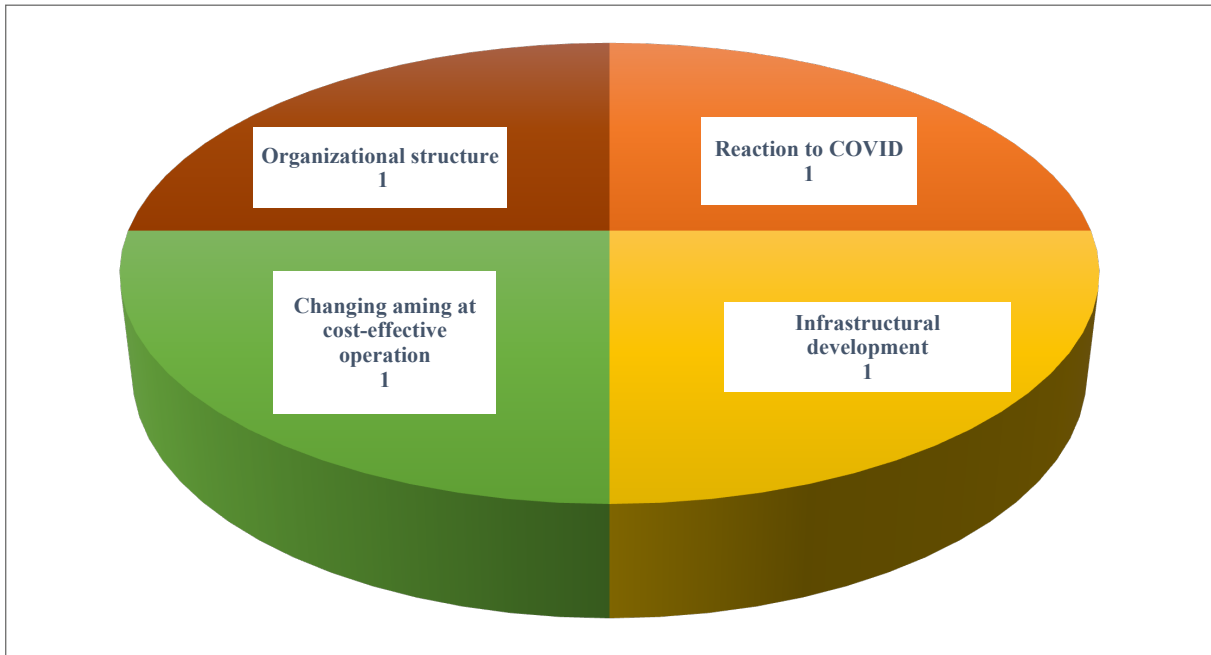 Organizational structure
1
Reaction to COVID
1
Changing aming at
cost-effective
operation
1
Infrastructural
development
1